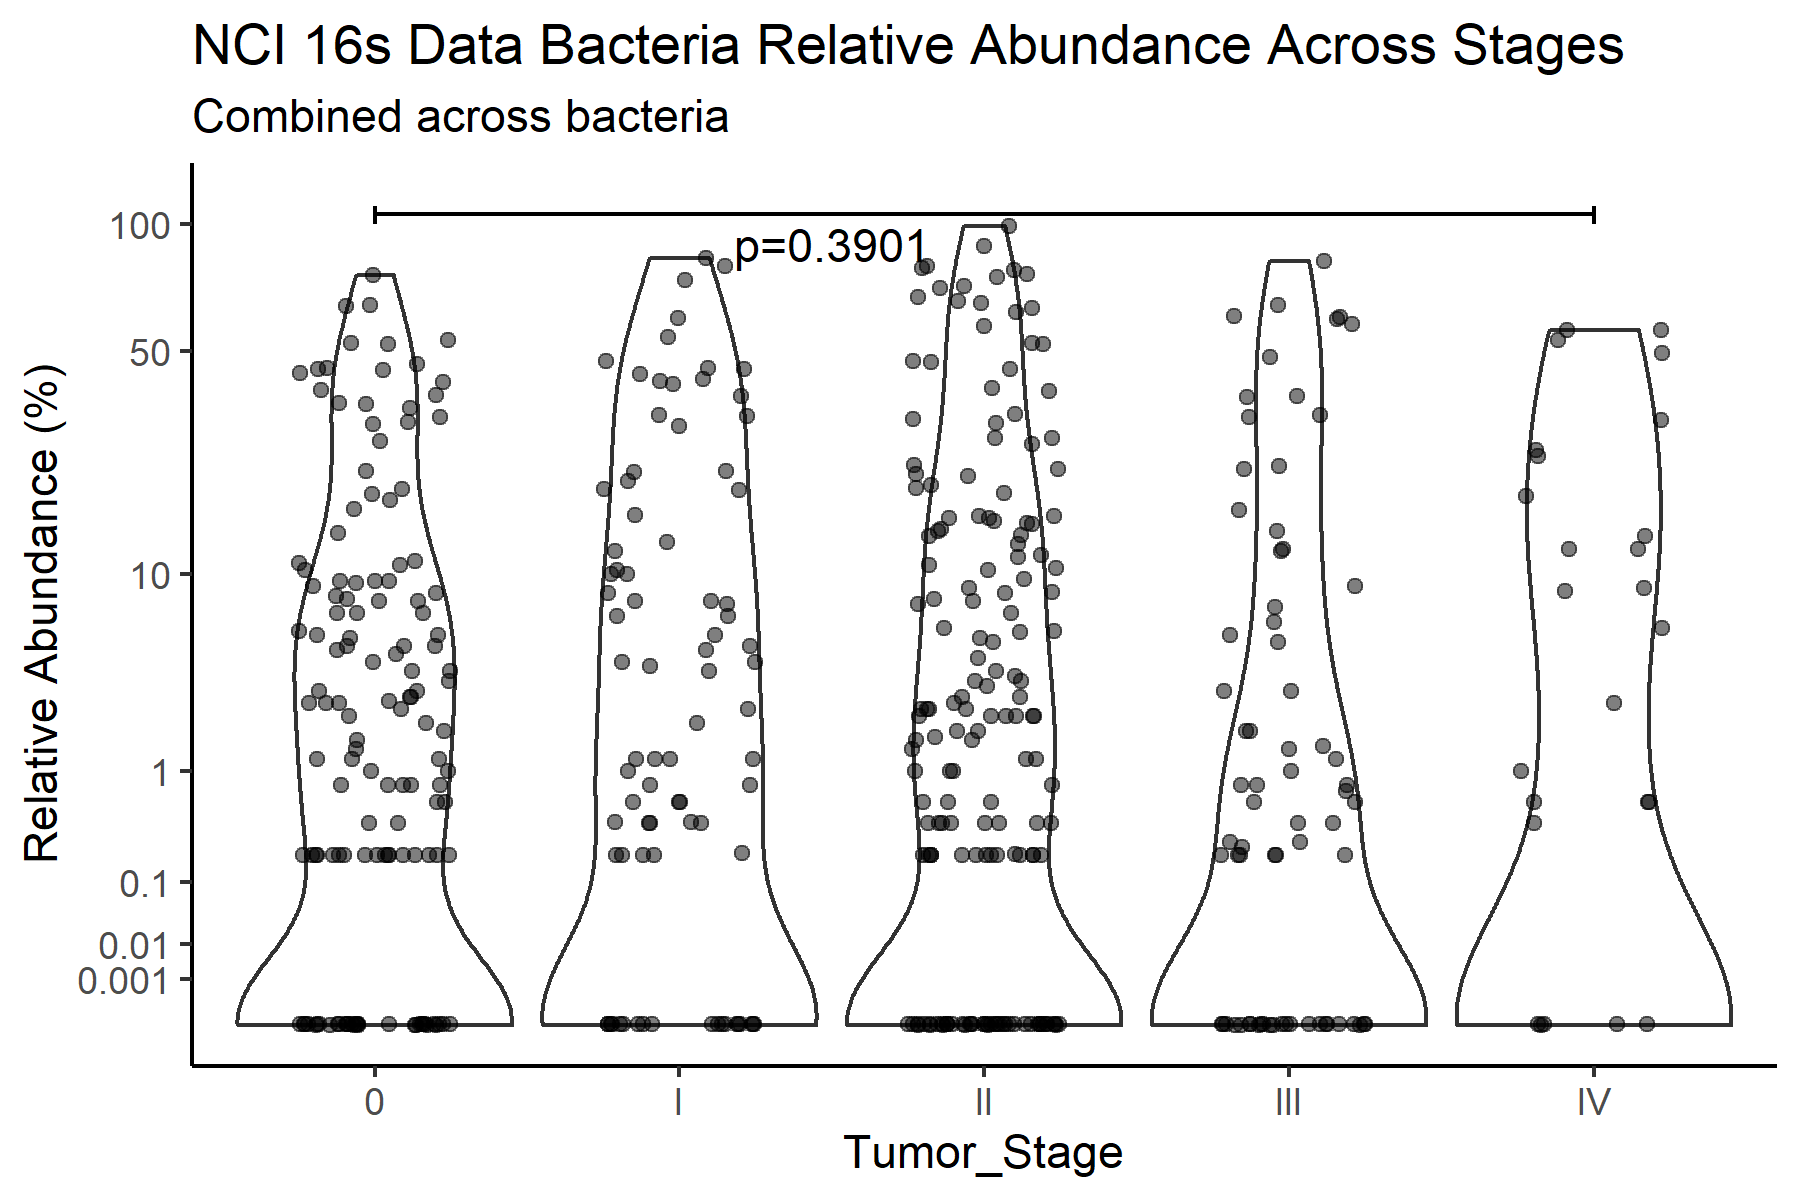 NCI 16s Data Bacteria Relative Abundance Across Stages
Combined across bacteria
Relative Abundance (%)
100
50
10
1
0.1
0.01
0.001
p=0.3901
0
I
II
III
IV
Tumor_Stage